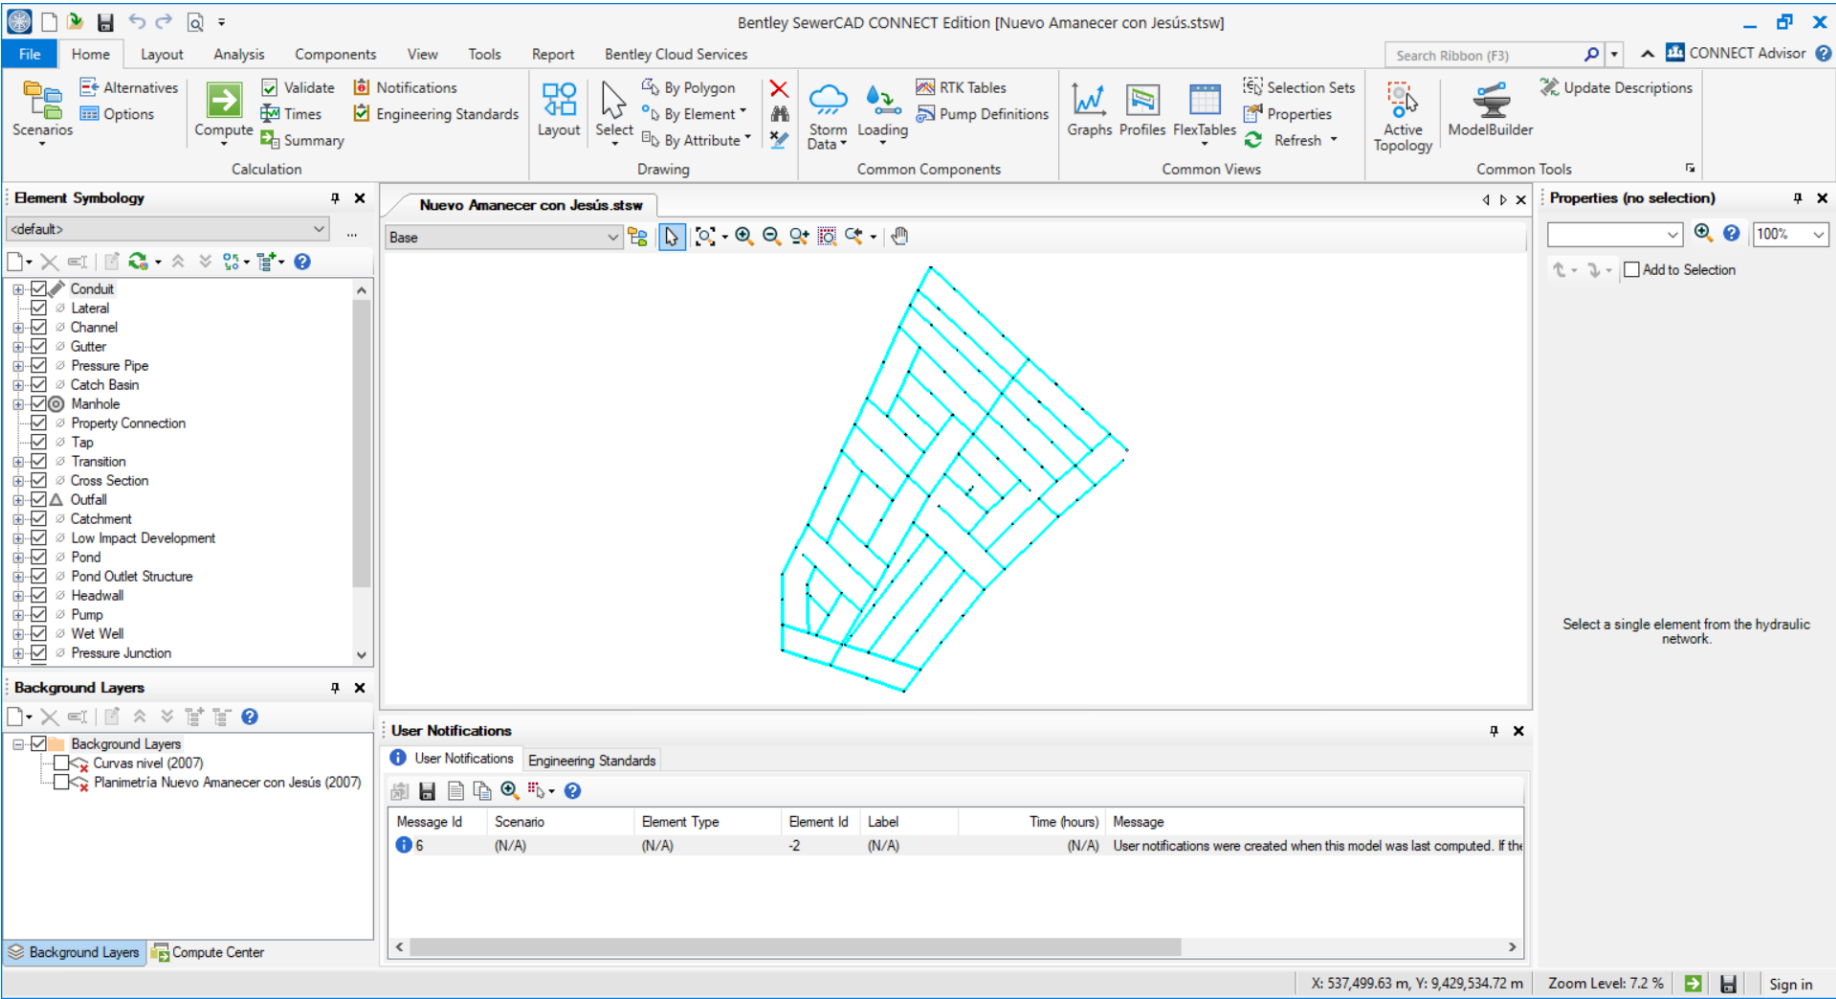 Bentley SewerCAD CONNECT Edition [Nuevo Amanecer con Jesús.stsw]
File Home Layout Analysis Components View Tools Report Bentley Cloud Services Search Ribbon (F3) CONNECT Advisor
Scenarios
Alternatives
Options
Compute
Validate
Times
Summary
Notifications
Engineering Standards
Calculation
Layout
Select
By Polygon
By Element
By Attribute
Drawing
Storm Data
Loading
RTK Tables
Pump Definitions
Common Components
Graphs Profiles FlexTables
Selection Sets
Properties
Refresh
Common Views
Active Topology
ModelBuilder
Update Descriptions
Common Tools
Element Symbology
<default>
...
Conduit
Lateral
Channel
Gutter
Pressure Pipe
Catch Basin
Manhole
Property Connection
Tap
Transition
Cross Section
Outfall
Catchment
Low Impact Development
Pond
Pond Outlet Structure
Headwall
Pump
Wet Well
Pressure Junction
Background Layers
Background Layers
Curvas nivel (2007)
Planimetría Nuevo Amanecer con Jesús (2007)
Background Layers Compute Center
Nuevo Amanecer con Jesús.stsw
Base
User Notifications
User Notifications Engineering Standards
Message Id Scenario Element Type Element Id Label Time (hours) Message
6 (N/A) (N/A) -2 (N/A) (N/A) User notifications were created when this model was last computed. If the
Properties (no selection)
100%
Add to Selection
Select a single element from the hydraulic
network.
X: 537,499.63 m, Y: 9,429,534.72 m Zoom Level: 7.2 % Sign in